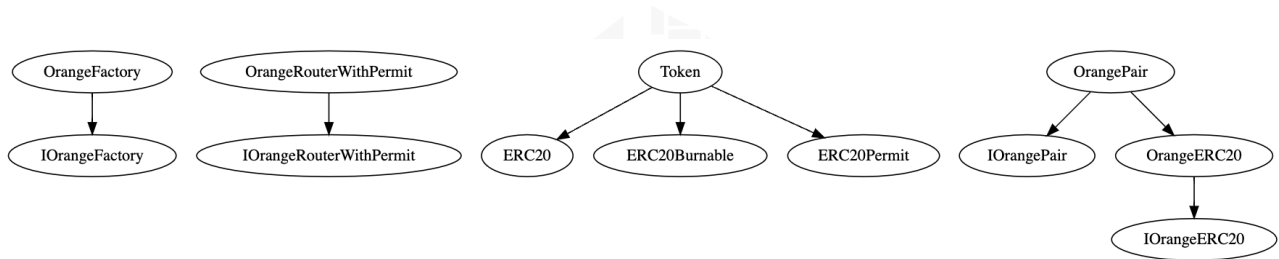 OrangeFactory
OrangeRouterWithPermit
Token
OrangePair
IOrangeFactory
IOrangeRouterWithPermit
ERC20
ERC20Burnable
ERC20Permit
IOrangePair
OrangeERC20
IOrangeERC20